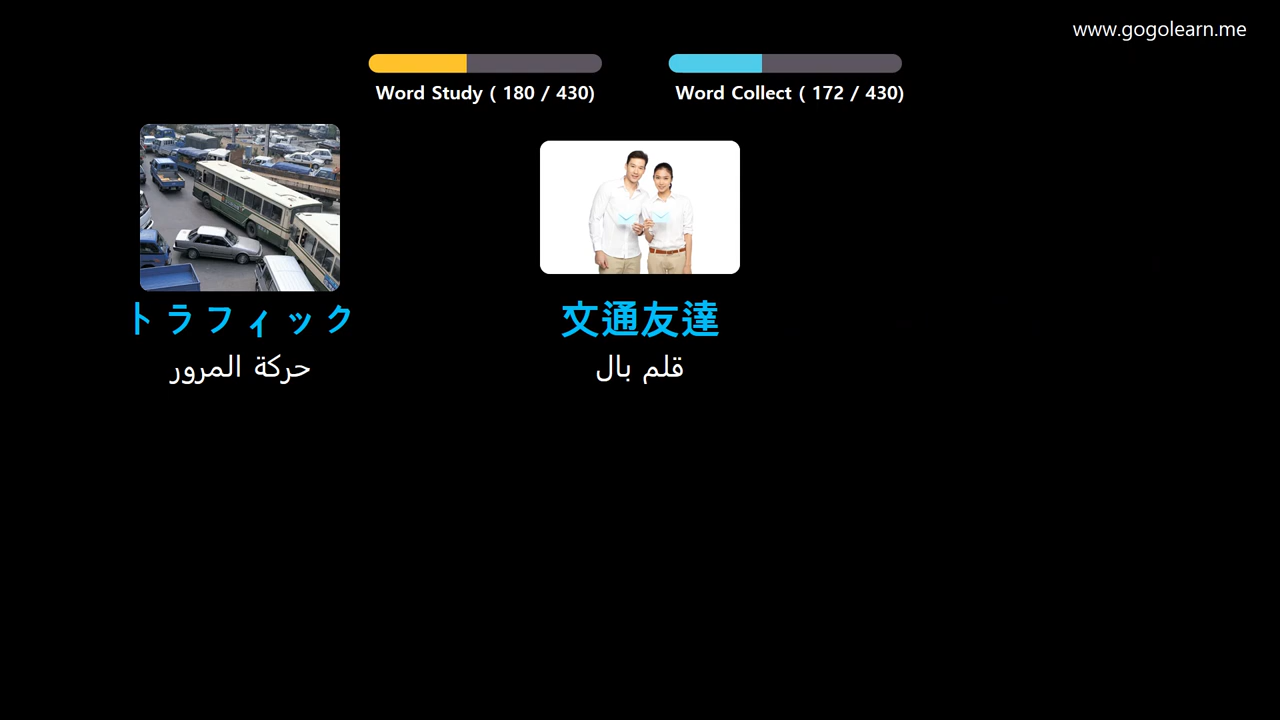 www.gogolearn.me
Word Study ( 180 / 430)
Word Collect ( 172 / 430)
トラフィック
حركة المرور
文通友達
قلم بال